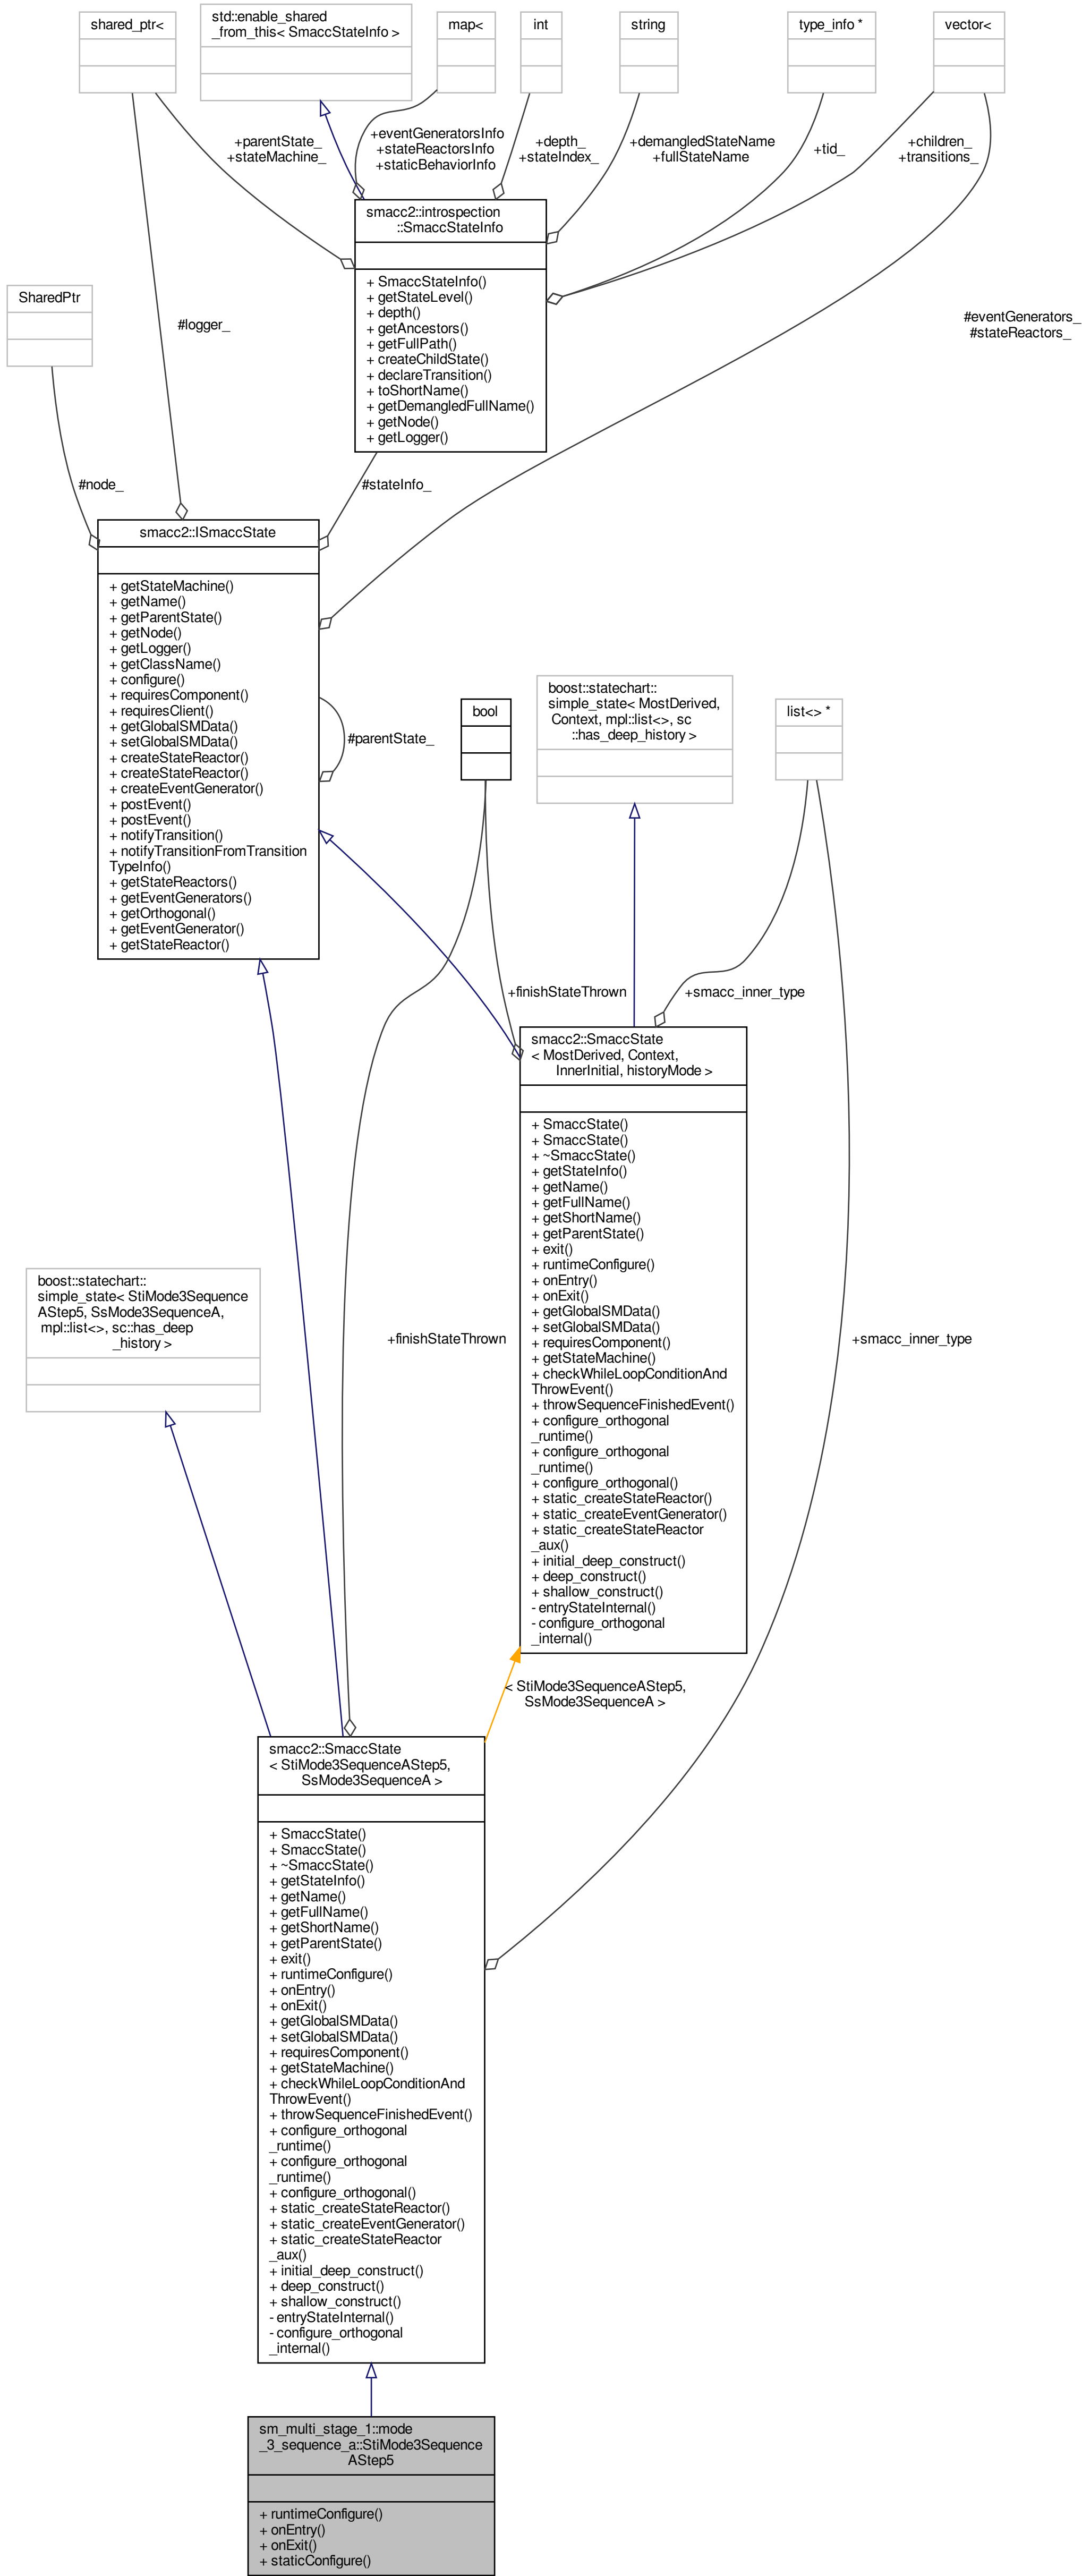 shared_ptr<
std::enable_shared
_from_this< SmaccStateInfo >
map<
int
string
type_info *
vector<
+parentState_
+stateMachine_
+eventGeneratorsInfo
+stateReactorsInfo
+staticBehaviorInfo
+depth_
+stateIndex_
+demangledStateName
+fullStateName
+tid_
+children_
+transitions_
smacc2::introspection
::SmaccStateInfo
+ SmaccStateInfo()
+ getStateLevel()
+ depth()
+ getAncestors()
+ getFullPath()
+ createChildState()
+ declareTransition()
+ toShortName()
+ getDemangledFullName()
+ getNode()
+ getLogger()
SharedPtr
#logger_
#eventGenerators_
#stateReactors_
#node_
#stateInfo_
smacc2::ISmaccState
+ getStateMachine()
+ getName()
+ getParentState()
+ getNode()
+ getLogger()
+ getClassName()
+ configure()
+ requiresComponent()
+ requiresClient()
+ getGlobalSMData()
+ setGlobalSMData()
+ createStateReactor()
+ createStateReactor()
+ createEventGenerator()
+ postEvent()
+ postEvent()
+ notifyTransition()
+ notifyTransitionFromTransition
TypeInfo()
+ getStateReactors()
+ getEventGenerators()
+ getOrthogonal()
+ getEventGenerator()
+ getStateReactor()
#parentState_
bool
boost::statechart::
simple_state< MostDerived,
Context, mpl::list<>, sc
::has_deep_history >
list<> *
+finishStateThrown
+smacc_inner_type
smacc2::SmaccState
< MostDerived, Context,
InnerInitial, historyMode >
+ SmaccState()
+ SmaccState()
+ ~SmaccState()
+ getStateInfo()
+ getName()
+ getFullName()
+ getShortName()
+ getParentState()
+ exit()
+ runtimeConfigure()
+ onEntry()
+ onExit()
+ getGlobalSMData()
+ setGlobalSMData()
+ requiresComponent()
+ getStateMachine()
+ checkWhileLoopConditionAnd
ThrowEvent()
+ throwSequenceFinishedEvent()
+ configure_orthogonal
_runtime()
+ configure_orthogonal
_runtime()
+ configure_orthogonal()
+ static_createStateReactor()
+ static_createEventGenerator()
+ static_createStateReactor
_aux()
+ initial_deep_construct()
+ deep_construct()
+ shallow_construct()
- entryStateInternal()
- configure_orthogonal
_internal()
boost::statechart::
simple_state< StiMode3Sequence
AStep5, SsMode3SequenceA,
mpl::list<>, sc::has_deep
_history >
+finishStateThrown
+smacc_inner_type
< StiMode3SequenceAStep5,
SsMode3SequenceA >
smacc2::SmaccState
< StiMode3SequenceAStep5,
SsMode3SequenceA >
+ SmaccState()
+ SmaccState()
+ ~SmaccState()
+ getStateInfo()
+ getName()
+ getFullName()
+ getShortName()
+ getParentState()
+ exit()
+ runtimeConfigure()
+ onEntry()
+ onExit()
+ getGlobalSMData()
+ setGlobalSMData()
+ requiresComponent()
+ getStateMachine()
+ checkWhileLoopConditionAnd
ThrowEvent()
+ throwSequenceFinishedEvent()
+ configure_orthogonal
_runtime()
+ configure_orthogonal
_runtime()
+ configure_orthogonal()
+ static_createStateReactor()
+ static_createEventGenerator()
+ static_createStateReactor
_aux()
+ initial_deep_construct()
+ deep_construct()
+ shallow_construct()
- entryStateInternal()
- configure_orthogonal
_internal()
sm_multi_stage_1::mode
_3_sequence_a::StiMode3Sequence
AStep5
+ runtimeConfigure()
+ onEntry()
+ onExit()
+ staticConfigure()